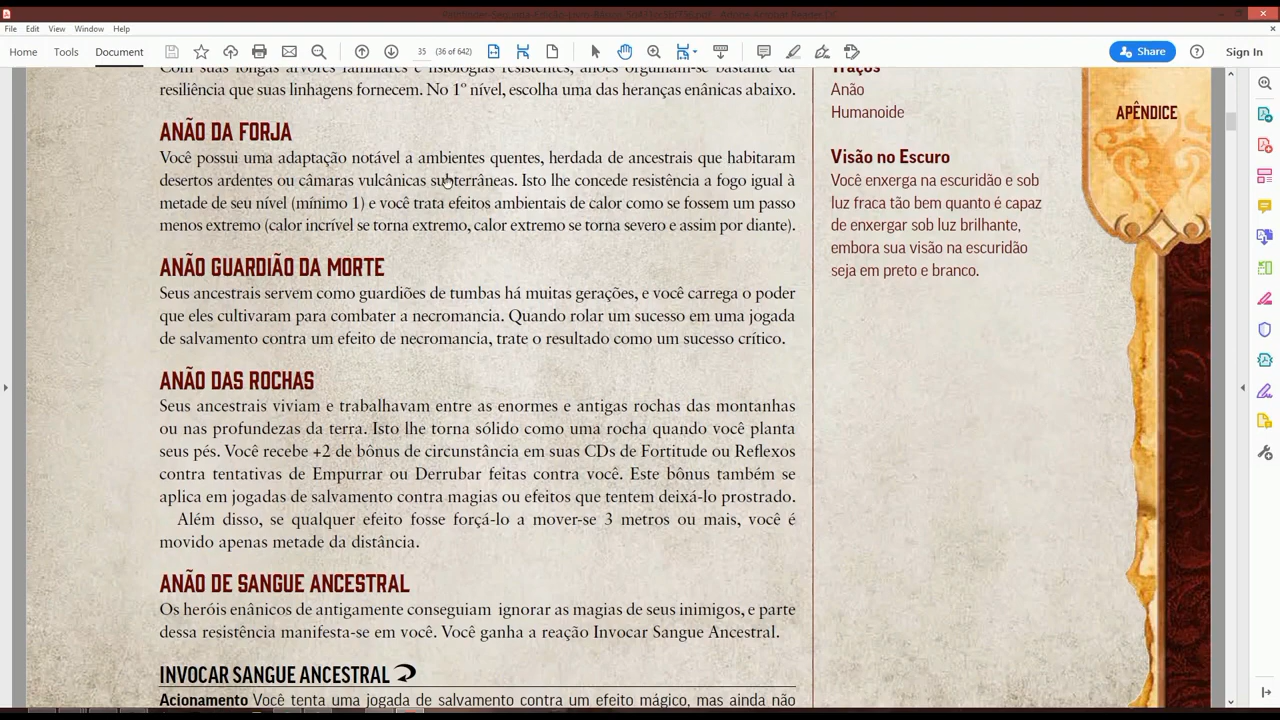 File Edit View Window Help
Home Tools Document 35 (36 of 642) Share Sign In
resiliência que suas linhagens fornecem. No 1º nível, escolha uma das heranças enânicas abaixo.
ANÃO DA FORJA
Você possui uma adaptação notável a ambientes quentes, herdada de ancestrais que habitaram
desertos ardentes ou câmaras vulcânicas subterrâneas. Isto lhe concede resistência a fogo igual à
metade de seu nível (mínimo 1) e você trata efeitos ambientais de calor como se fossem um passo
menos extremo (calor incrível se torna extremo, calor extremo se torna severo e assim por diante).
ANÃO GUARDIÃO DA MORTE
Seus ancestrais servem como guardiões de tumbas há muitas gerações, e você carrega o poder
que eles cultivaram para combater a necromancia. Quando rolar um sucesso em uma jogada
de salvamento contra um efeito de necromancia, trate o resultado como um sucesso crítico.
ANÃO DAS ROCHAS
Seus ancestrais viviam e trabalhavam entre as enormes e antigas rochas das montanhas
ou nas profundezas da terra. Isto lhe torna sólido como uma rocha quando você planta
seus pés. Você recebe +2 de bônus de circunstância em suas CDs de Fortitude ou Reflexos
contra tentativas de Empurrar ou Derrubar feitas contra você. Este bônus também se
aplica em jogadas de salvamento contra magias ou efeitos que tentem deixá-lo prostrado.
Além disso, se qualquer efeito fosse forçá-lo a mover-se 3 metros ou mais, você é
movido apenas metade da distância.
ANÃO DE SANGUE ANCESTRAL
Os heróis enânicos de antigamente conseguiam ignorar as magias de seus inimigos, e parte
dessa resistência manifesta-se em você. Você ganha a reação Invocar Sangue Ancestral.
INVOCAR SANGUE ANCESTRAL
Acionamento Você tenta uma jogada de salvamento contra um efeito mágico, mas ainda não
Traços
Anão
Humanoide
Visão no Escuro
Você enxerga na escuridão e sob
luz fraca tão bem quanto é capaz
de enxergar sob luz brilhante,
embora sua visão na escuridão
seja em preto e branco.
APÊNDICE